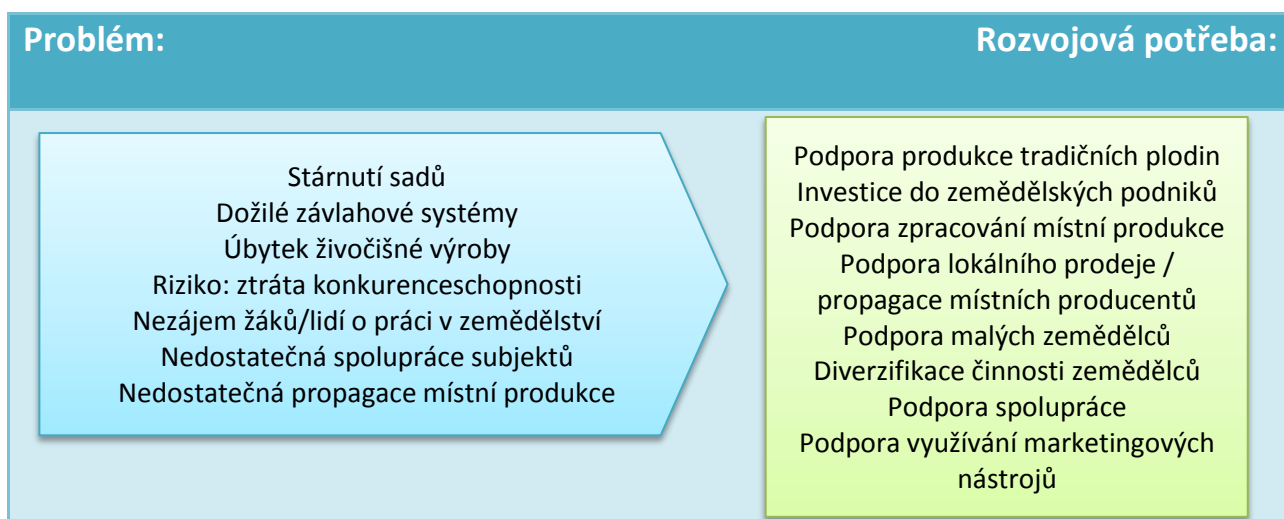 Problém:
Rozvojová potřeba:
Stárnutí sadů
Dožilé závlahové systémy
Úbytek živočišné výroby
Riziko: ztráta konkurenceschopnosti
Nezájem žáků/lidí o práci v zemědělství
Nedostatečná spolupráce subjektů
Nedostatečná propagace místní produkce
Podpora produkce tradičních plodin
Investice do zemědělských podniků
Podpora zpracování místní produkce
Podpora lokálního prodeje /
propagace místních producentů
Podpora malých zemědělců
Diverzifikace činnosti zemědělců
Podpora spolupráce
Podpora využívání marketingových
nástrojů